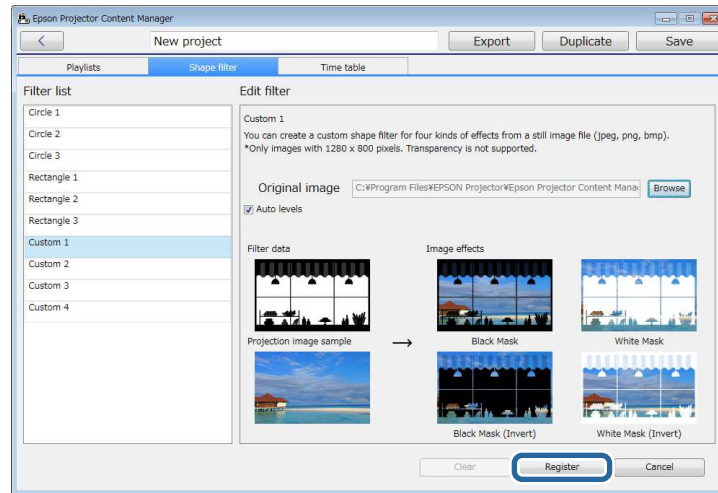 Epson Projector Content Manager
New project
Export
Duplicate
Save
Playlists
Shape filter
Time table
Filter list
Circle 1
Circle 2
Circle 3
Rectangle 1
Rectangle 2
Rectangle 3
Custom 1
Custom 2
Custom 3
Custom 4
Edit filter
Custom 1
You can create a custom shape filter for four kinds of effects from a still image file (jpeg, png, bmp).
*Only images with 1280 x 800 pixels. Transparency is not supported.
Original image
C:¥Program Files¥EPSON Projector¥Epson Projector Content Mana
Browse
Auto levels
Filter data
Image effects
Projection image sample
→
Black Mask
White Mask
Black Mask (Invert)
White Mask (Invert)
Clear
Register
Cancel